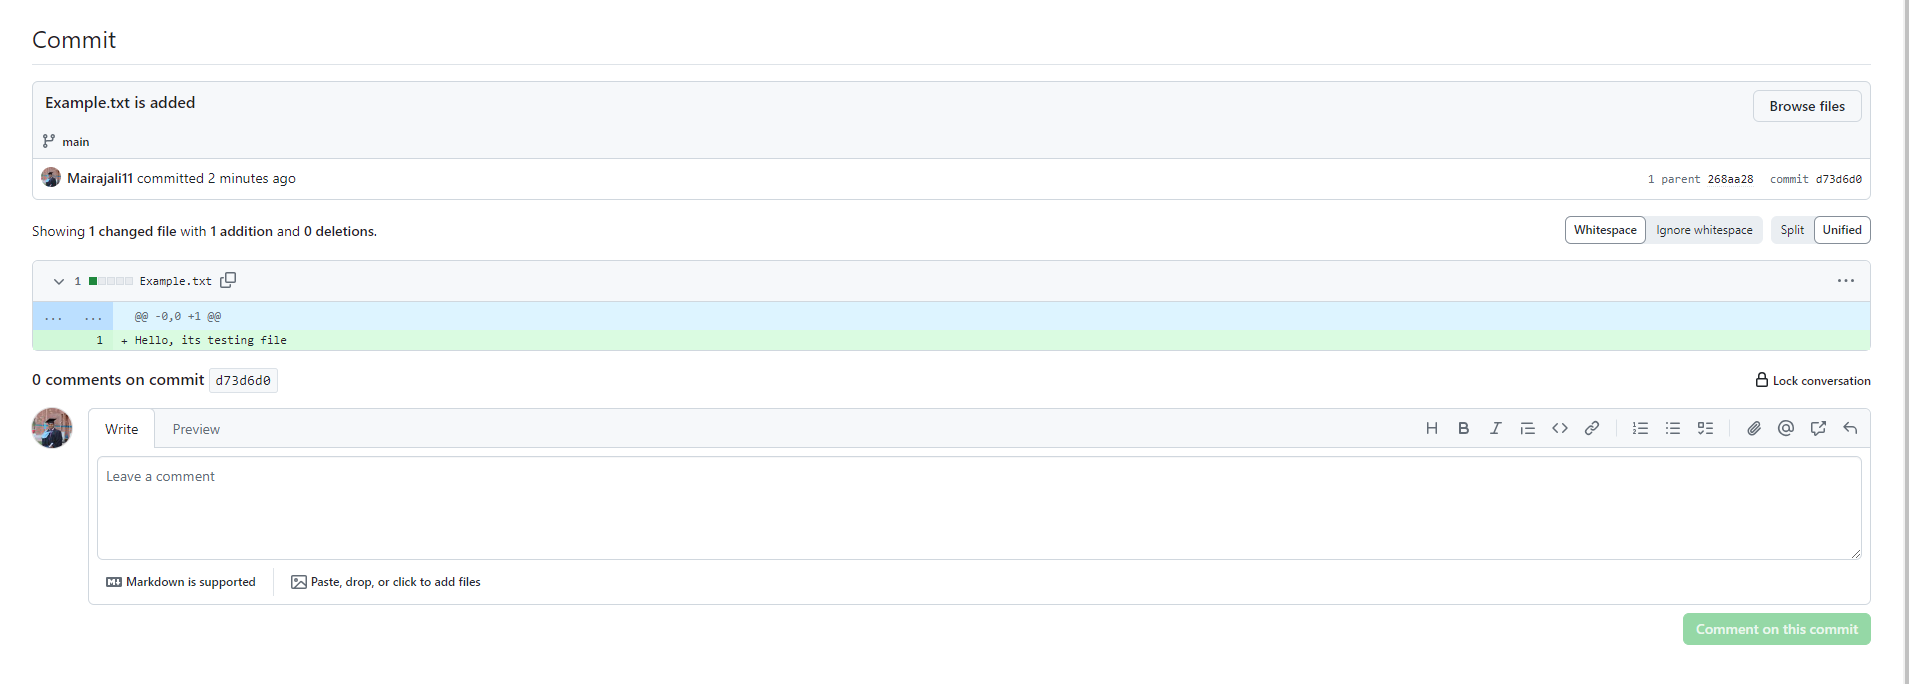 Commit
Example.txt is added
Browse files
main
Mairajali11 committed 2 minutes ago
1 parent 268aa28 commit d73d6d0
Showing 1 changed file with 1 addition and 0 deletions.
Whitespace Ignore whitespace Split Unified
1 Example.txt
... ... @@ -0,0 +1 @@
1 + Hello, its testing file
0 comments on commit d73d6d0
Lock conversation
Write Preview
Leave a comment
Markdown is supported
Paste, drop, or click to add files
Comment on this commit